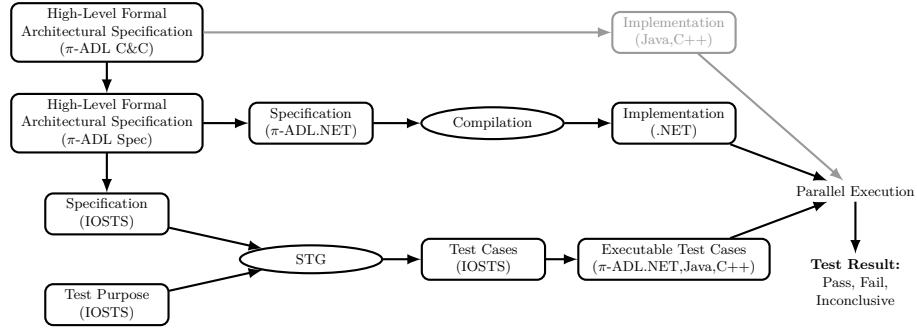 High-Level Formal
Architectural Specification
(π-ADL C&C)
Implementation
(Java,C++)
High-Level Formal
Architectural Specification
(π-ADL Spec)
Specification
(π-ADL.NET)
Compilation
Implementation
(.NET)
Parallel Execution
Specification
(IOSTS)
STG
Test Cases
(IOSTS)
Executable Test Cases
(π-ADL.NET,Java,C++)
Test Result:
Pass, Fail,
Inconclusive
Test Purpose
(IOSTS)